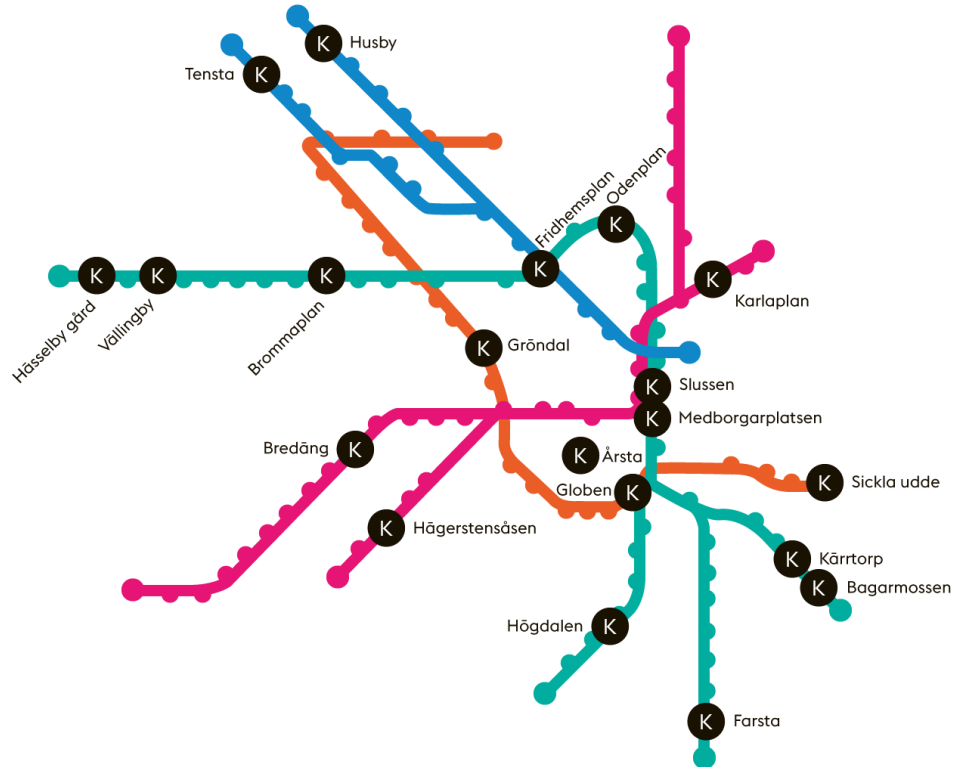 K Husby
Tensta K
Fridhemsplan
Odenplan
K
K
K
Karlaplan
K
K
K
Hässelby gård
Vällingby
Brommaplan
K Gröndal
K Slussen
K Medborgarplatsen
Bredäng K
K Årsta
Globen K
K Sickla udde
K Hägerstensåsen
K Kärrtorp
K Bagarmossen
Högdalen K
K Farsta